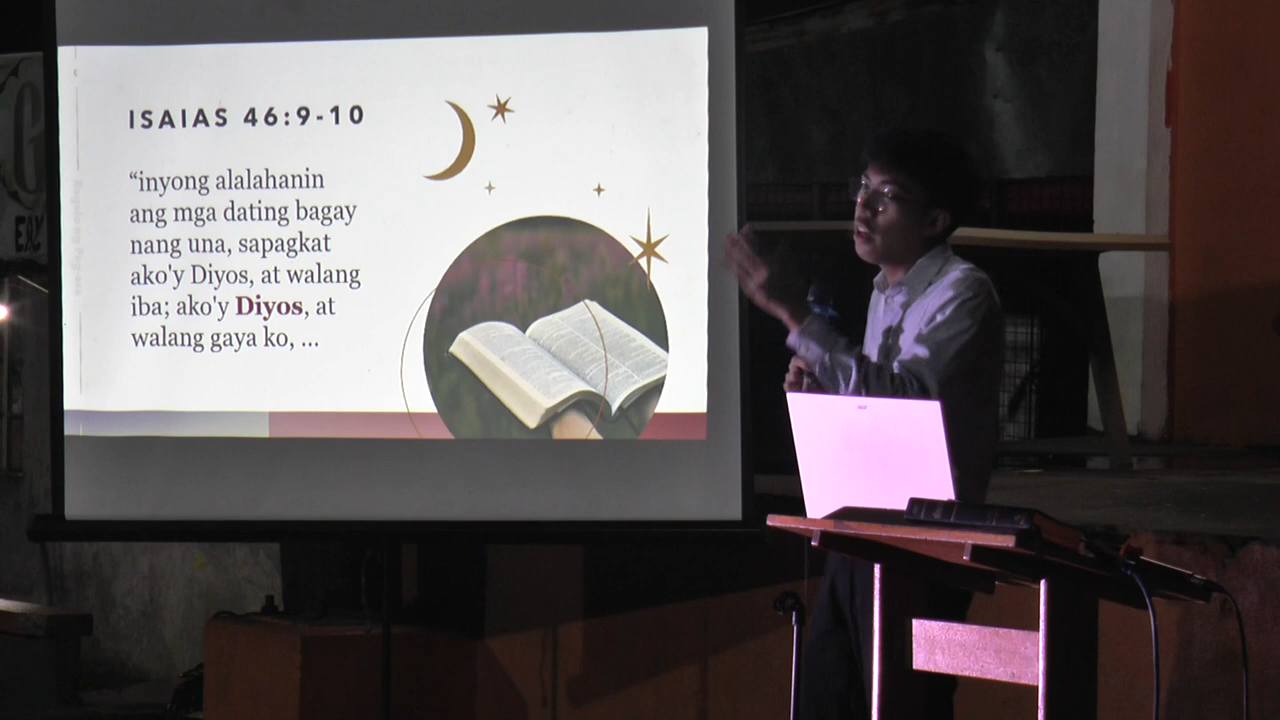 ISAIAS 46:9-10
“inyong alalahanin
ang mga dating bagay
nang una, sapagkat
ako'y Diyos, at walang
iba; ako'y Diyos, at
walang gaya ko, ...
acer